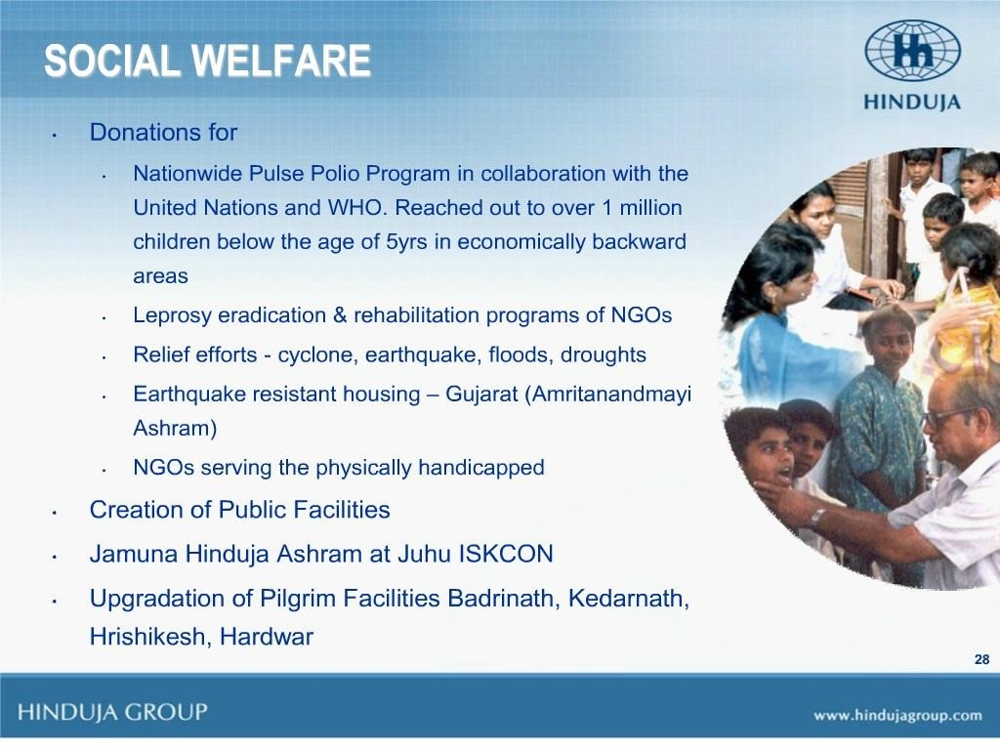 SOCIAL WELFARE
Hh
HINDUJA
• Donations for
• Nationwide Pulse Polio Program in collaboration with the
United Nations and WHO. Reached out to over 1 million
children below the age of 5yrs in economically backward
areas
• Leprosy eradication & rehabilitation programs of NGOs
• Relief efforts - cyclone, earthquake, floods, droughts
• Earthquake resistant housing – Gujarat (Amritanandmayi
Ashram)
• NGOs serving the physically handicapped
• Creation of Public Facilities
• Jamuna Hinduja Ashram at Juhu ISKCON
• Upgradation of Pilgrim Facilities Badrinath, Kedarnath,
Hrishikesh, Hardwar
28
HINDUJA GROUP
www.hindujagroup.com